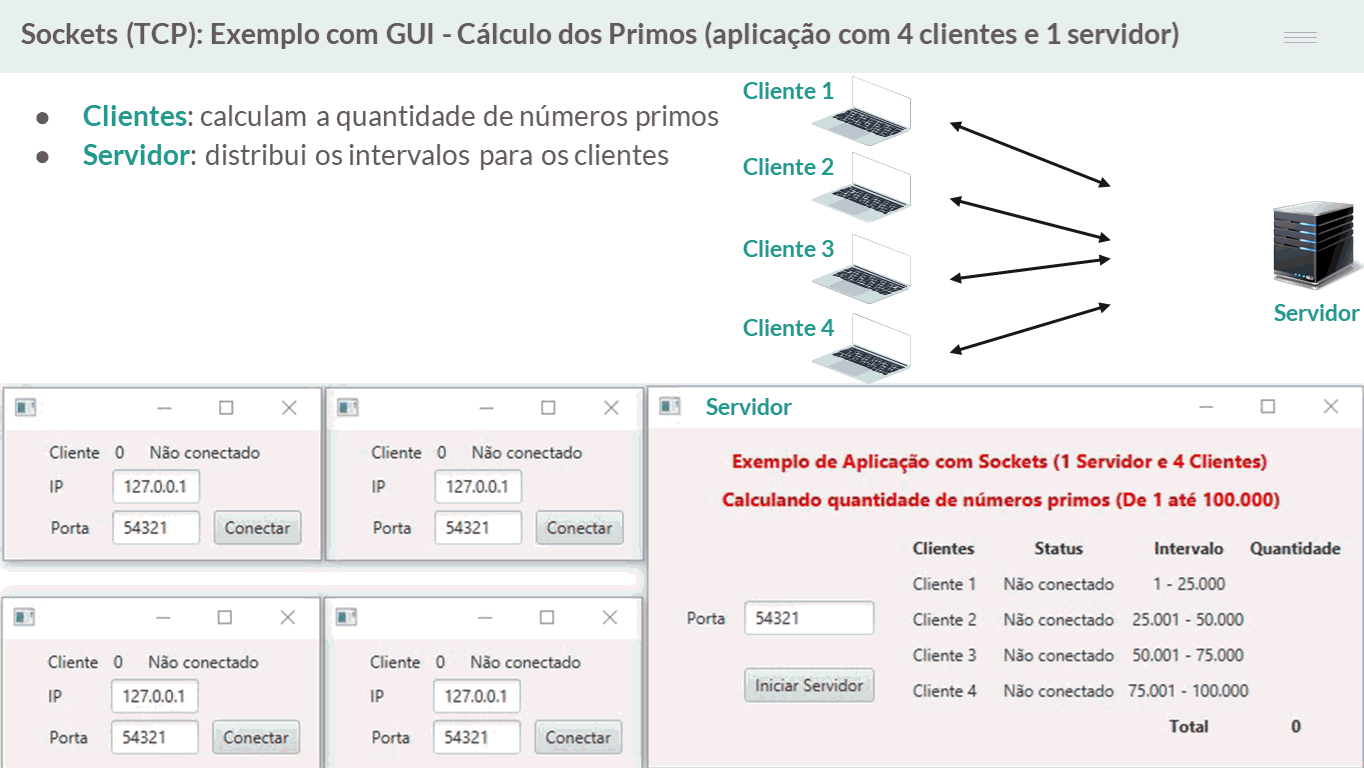 Sockets (TCP): Exemplo com GUI - Cálculo dos Primos (aplicação com 4 clientes e 1 servidor)
● Clientes: calculam a quantidade de números primos
● Servidor: distribui os intervalos para os clientes
Cliente 1
Cliente 2
Cliente 3
Cliente 4
Servidor
Cliente 0 Não conectado
IP 127.0.0.1
Porta 54321 Conectar
Cliente 0 Não conectado
IP 127.0.0.1
Porta 54321 Conectar
Cliente 0 Não conectado
IP 127.0.0.1
Porta 54321 Conectar
Cliente 0 Não conectado
IP 127.0.0.1
Porta 54321 Conectar
Servidor
Exemplo de Aplicação com Sockets (1 Servidor e 4 Clientes)
Calculando quantidade de números primos (De 1 até 100.000)
Porta 54321
Iniciar Servidor
Clientes Status Intervalo Quantidade
Cliente 1 Não conectado 1 - 25.000
Cliente 2 Não conectado 25.001 - 50.000
Cliente 3 Não conectado 50.001 - 75.000
Cliente 4 Não conectado 75.001 - 100.000
Total 0